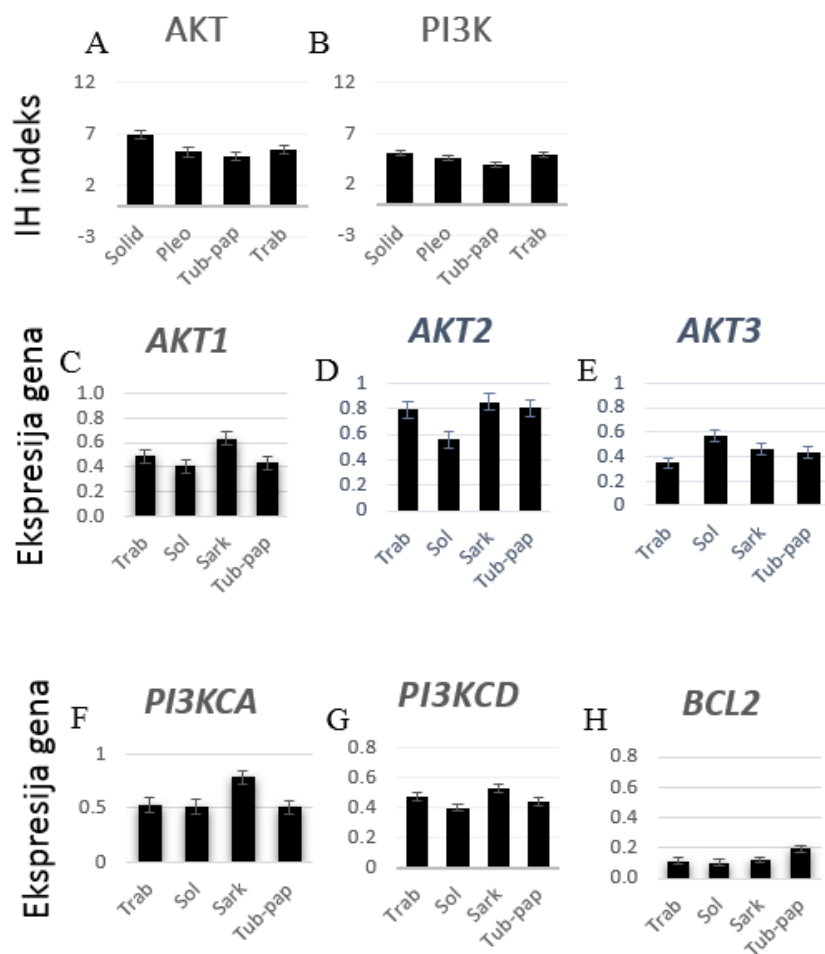 A AKT
B PI3K
IH indeks
12
7
2
-3
Solid Pleo Tub-pap Trab
12
7
2
-3
Solid Pleo Tub-pap Trab
Ekspresija gena
C AKT1
1.0
0.8
0.6
0.4
0.2
0.0
Trab Sol Sark Tub-pap
D AKT2
1
0.8
0.6
0.4
0.2
0
Trab Sol Sark Tub-pap
E AKT3
1
0.8
0.6
0.4
0.2
0
Trab Sol Sark Tub-pap
Ekspresija gena
F PI3KCA
1
0.5
0
Trab Sol Sark Tub-pap
G PI3KCD
0.8
0.6
0.4
0.2
0
Trab Sol Sark Tub-pap
H BCL2
0.8
0.6
0.4
0.2
0.0
Trab Sol Sark Tub-pap